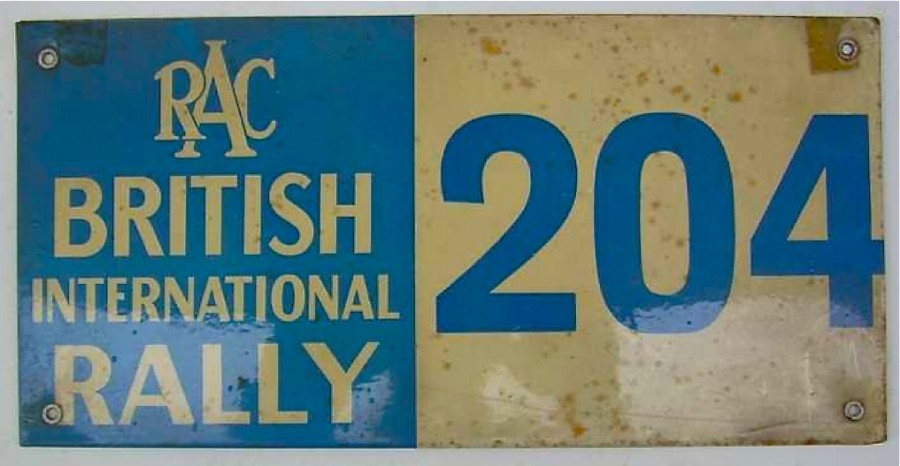 RAC
BRITISH
INTERNATIONAL
RALLY
204